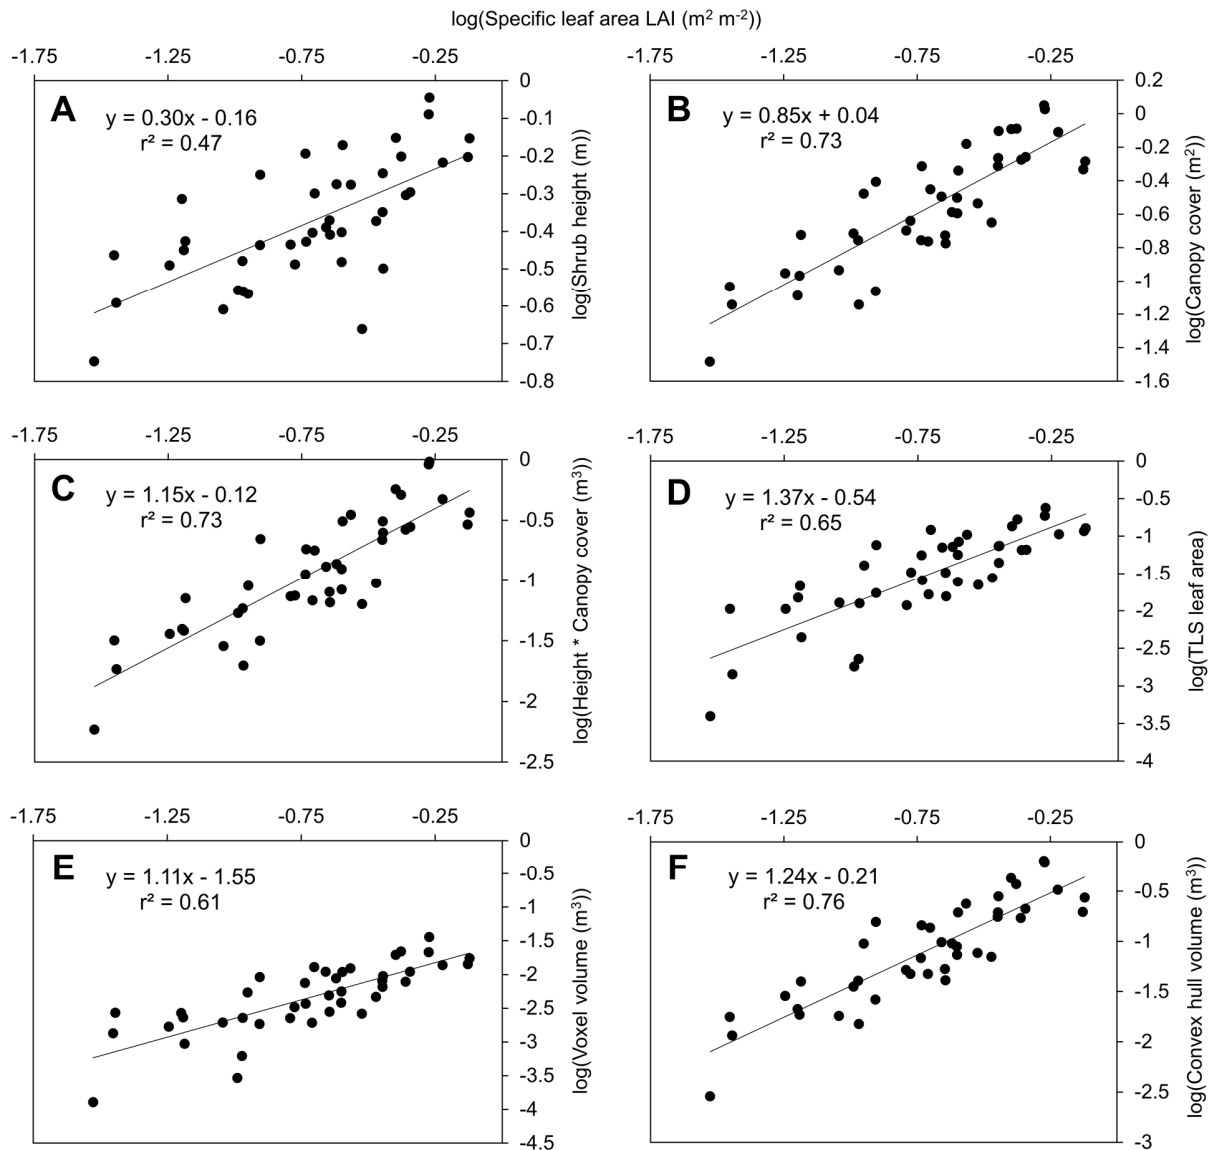 log(Specific leaf area LAI (m² m⁻²))
-1.75 -1.25 -0.75 -0.25
-1.75 -1.25 -0.75 -0.25
A
y = 0.30x - 0.16
r² = 0.47
0
-0.1
-0.2
-0.3
-0.4
-0.5
-0.6
-0.7
-0.8
log(Shrub height (m))
B
y = 0.85x + 0.04
r² = 0.73
0.2
0
-0.2
-0.4
-0.6
-0.8
-1
-1.2
-1.4
-1.6
log(Canopy cover (m²))
-1.75 -1.25 -0.75 -0.25
-1.75 -1.25 -0.75 -0.25
C
y = 1.15x - 0.12
r² = 0.73
0
-0.5
-1
-1.5
-2
-2.5
log(Height * Canopy cover (m³))
D
y = 1.37x - 0.54
r² = 0.65
0
-0.5
-1
-1.5
-2
-2.5
-3
-3.5
-4
log(TLS leaf area)
-1.75 -1.25 -0.75 -0.25
-1.75 -1.25 -0.75 -0.25
E
y = 1.11x - 1.55
r² = 0.61
0
-0.5
-1
-1.5
-2
-2.5
-3
-3.5
-4
-4.5
log(Voxel volume (m³))
F
y = 1.24x - 0.21
r² = 0.76
0
-0.5
-1
-1.5
-2
-2.5
-3
log(Convex hull volume (m³))